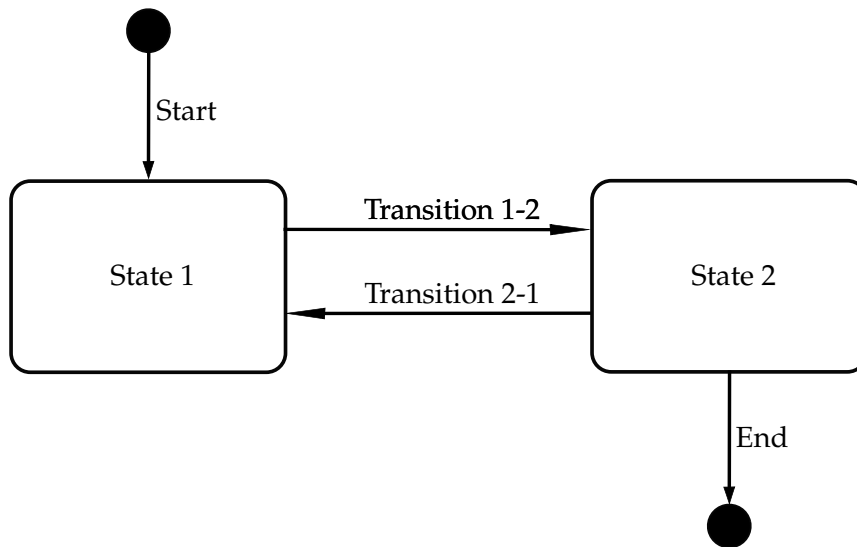 Start
Transition 1-2
State 1
State 2
Transition 2-1
End